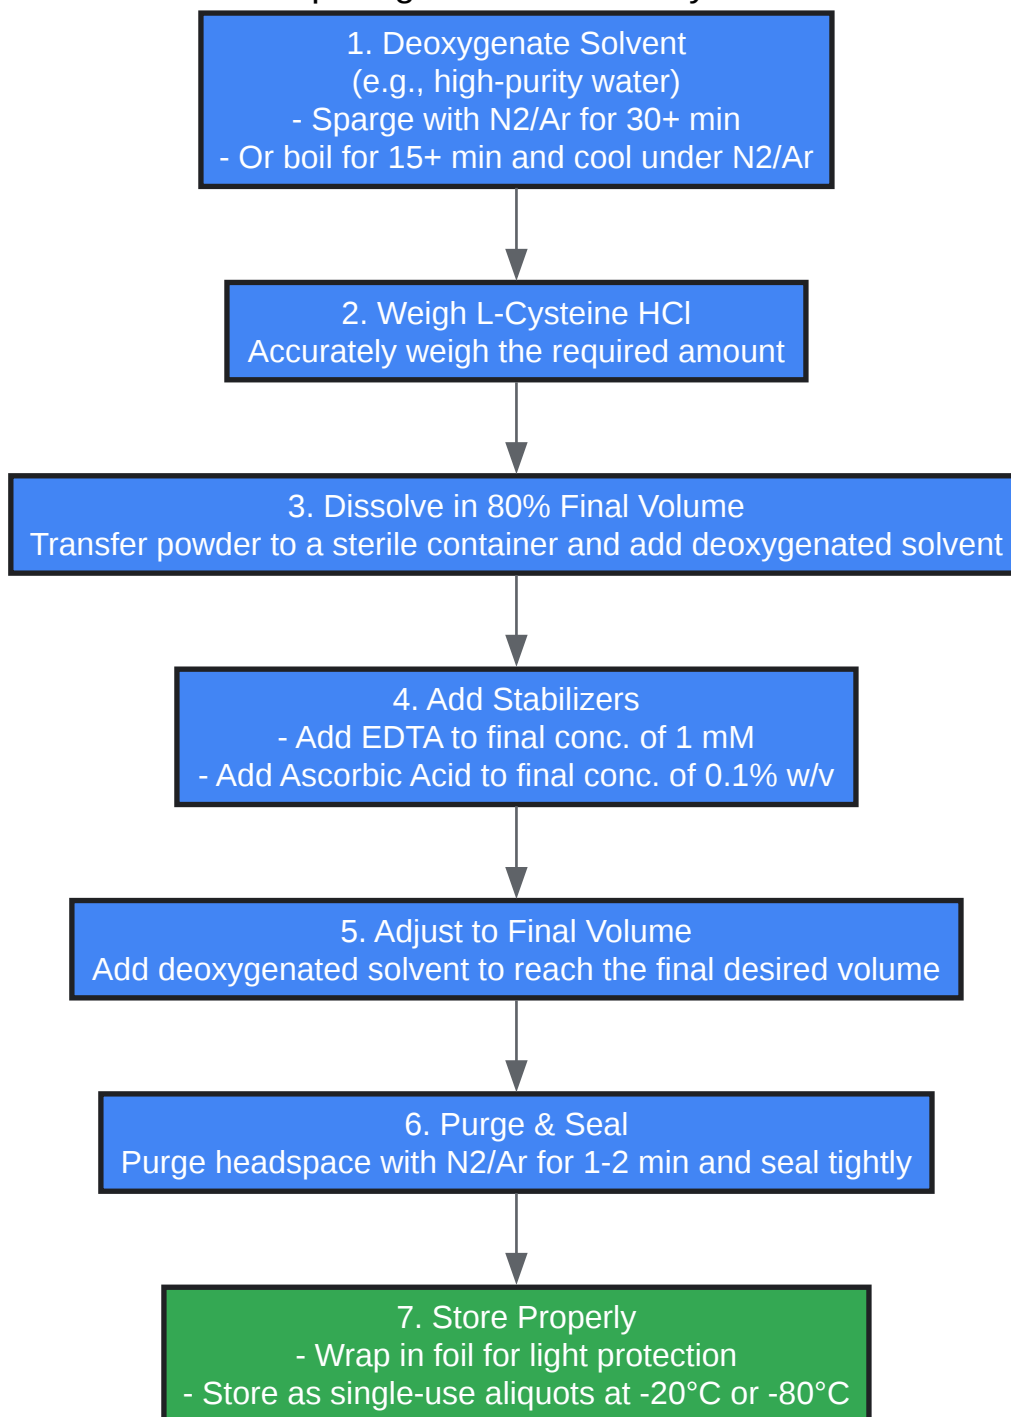 1. Deoxygenate Solvent
(e.g., high-purity water)
- Sparge with N2/Ar for 30+ min
- Or boil for 15+ min and cool under N2/Ar
2. Weigh L-Cysteine HCl
Accurately weigh the required amount
3. Dissolve in 80% Final Volume
Transfer powder to a sterile container and add deoxygenated solvent
4. Add Stabilizers
- Add EDTA to final conc. of 1 mM
- Add Ascorbic Acid to final conc. of 0.1% w/v
5. Adjust to Final Volume
Add deoxygenated solvent to reach the final desired volume
6. Purge & Seal
Purge headspace with N2/Ar for 1-2 min and seal tightly
7. Store Properly
- Wrap in foil for light protection
- Store as single-use aliquots at -20°C or -80°C